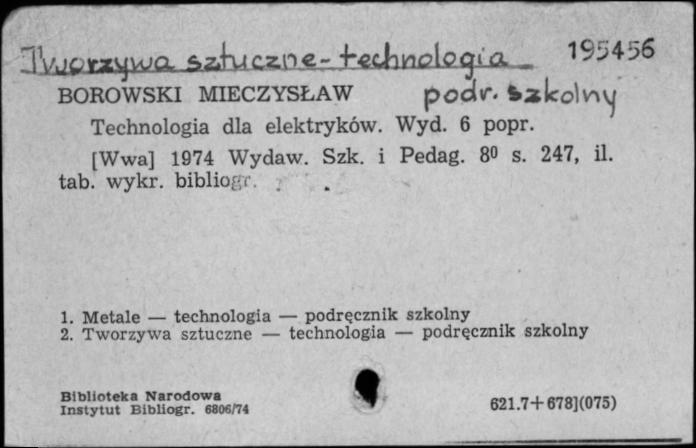 Tworzywa sztuczne - technologia 195456
BOROWSKI MIECZYSŁAW podr. szkolny
Technologia dla elektryków. Wyd. 6 popr.
[Wwa] 1974 Wydaw. Szk. i Pedag. 8⁰ s. 247, il.
tab. wykr. bibliogr.
1. Metale — technologia — podręcznik szkolny
2. Tworzywa sztuczne — technologia — podręcznik szkolny
Biblioteka Narodowa
Instytut Bibliogr. 6806/74 621.7+678](075)